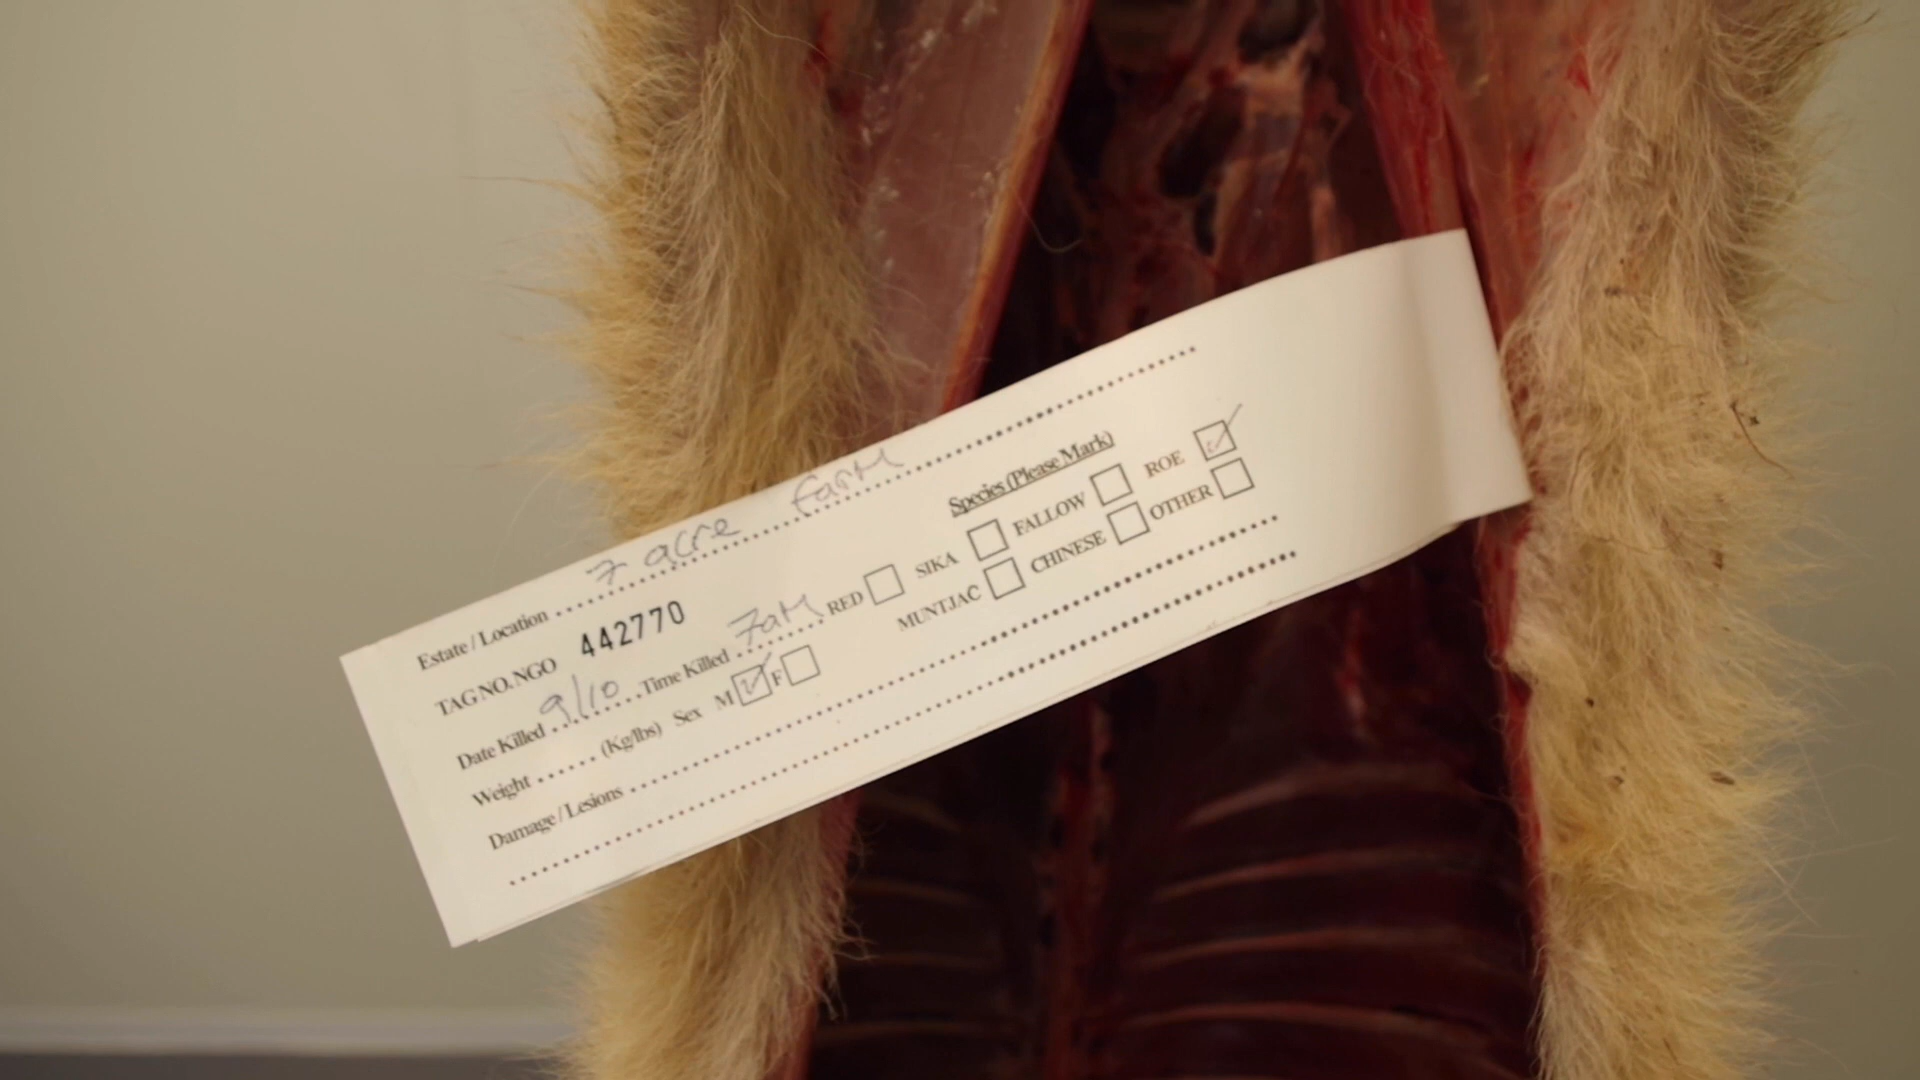 Estate / Location 7 acre farm
TAG NO. NGO 442770
Species (Please Mark)
Date Killed 9/10 Time Killed 7am RED SIKA FALLOW ROE
Weight (Kg/lbs) Sex M F MUNTJAC CHINESE OTHER
Damage / Lesions